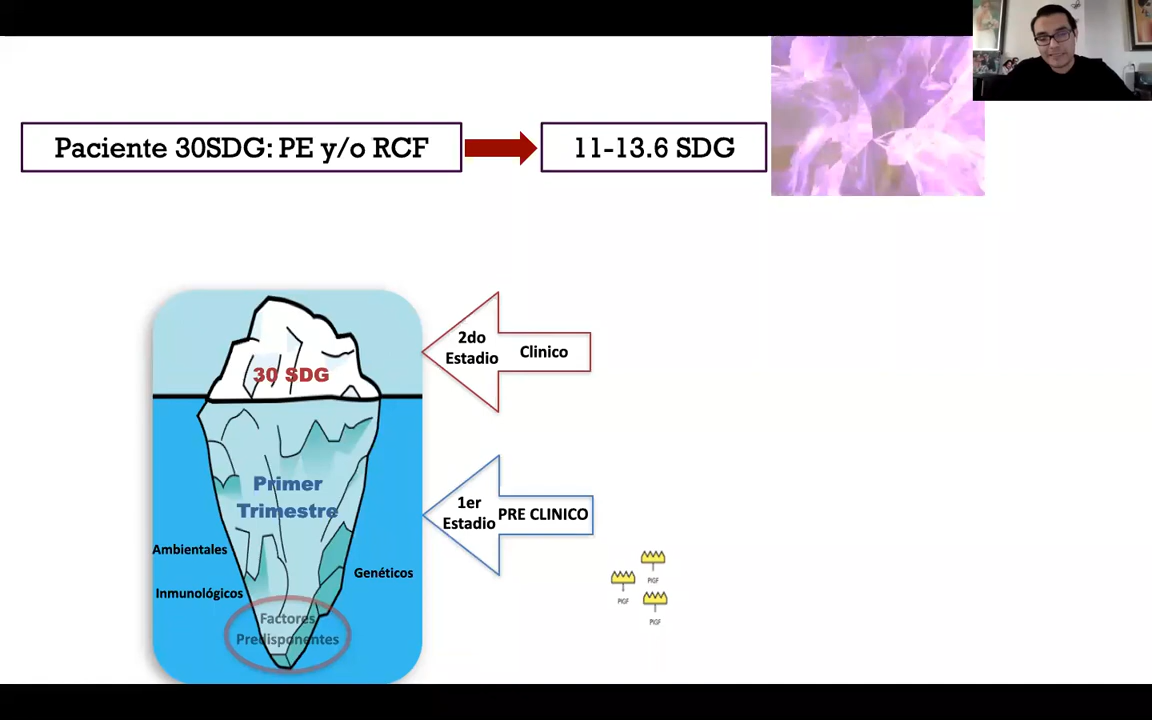 Paciente 30SDG: PE y/o RCF
11-13.6 SDG
30 SDG
2do
Estadio
Clinico
Primer
Trimestre
1er
Estadio
PRE CLINICO
Ambientales
Genéticos
Inmunológicos
Factores
Predisponentes
PlGF
PlGF
PlGF